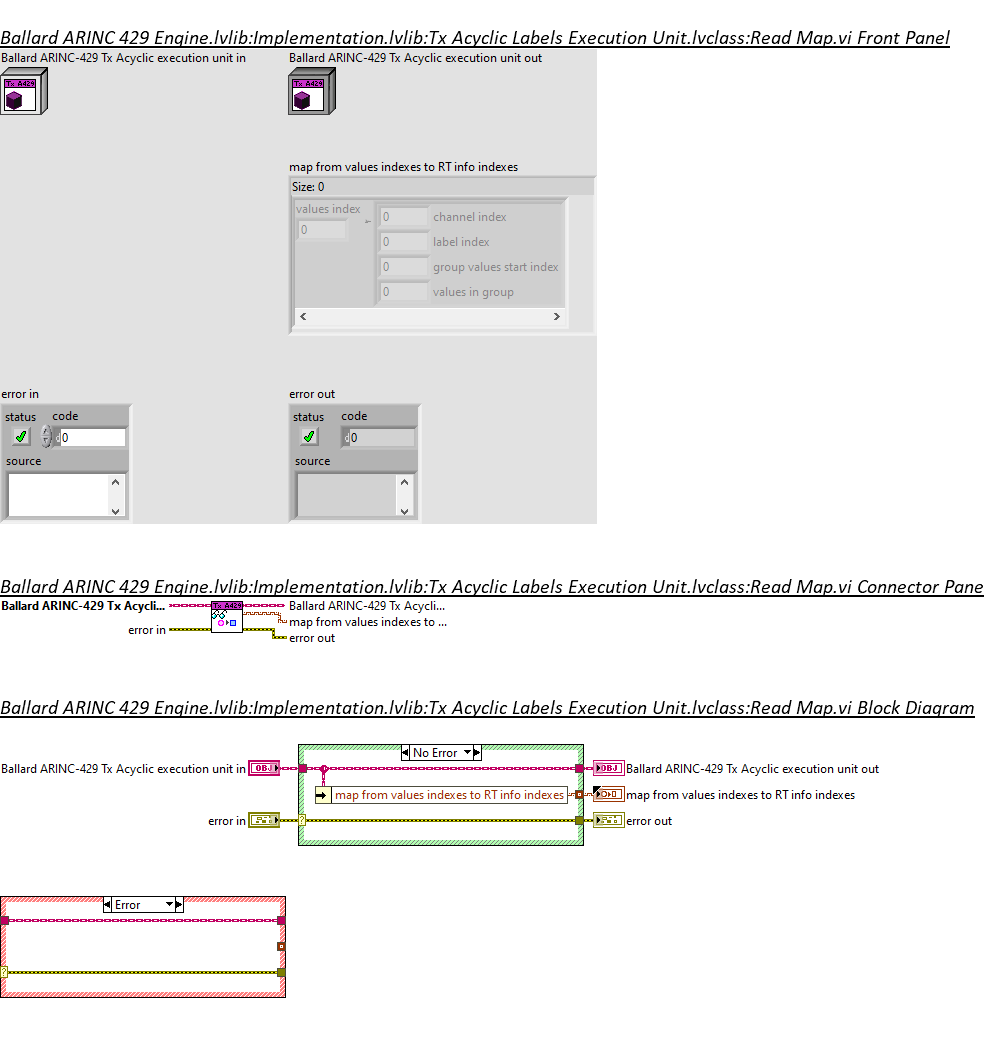 Ballard ARINC 429 Engine.lvlib:Implementation.lvlib:Tx Acyclic Labels Execution Unit.lvclass:Read Map.vi Front Panel
Ballard ARINC-429 Tx Acyclic execution unit in
Ballard ARINC-429 Tx Acyclic execution unit out
Tx A429
Tx A429
map from values indexes to RT info indexes
Size: 0
values index
0
0 channel index
0 label index
0 group values start index
0 values in group
error in
error out
status code
d 0
source
status code
d 0
source
Ballard ARINC 429 Engine.lvlib:Implementation.lvlib:Tx Acyclic Labels Execution Unit.lvclass:Read Map.vi Connector Pane
Ballard ARINC-429 Tx Acycli...
Tx A429
Ballard ARINC-429 Tx Acycli...
map from values indexes to ...
error in
error out
Ballard ARINC 429 Engine.lvlib:Implementation.lvlib:Tx Acyclic Labels Execution Unit.lvclass:Read Map.vi Block Diagram
No Error
Ballard ARINC-429 Tx Acyclic execution unit in
OBJ
OBJ
Ballard ARINC-429 Tx Acyclic execution unit out
map from values indexes to RT info indexes
map from values indexes to RT info indexes
error in
?
error out
Error
?